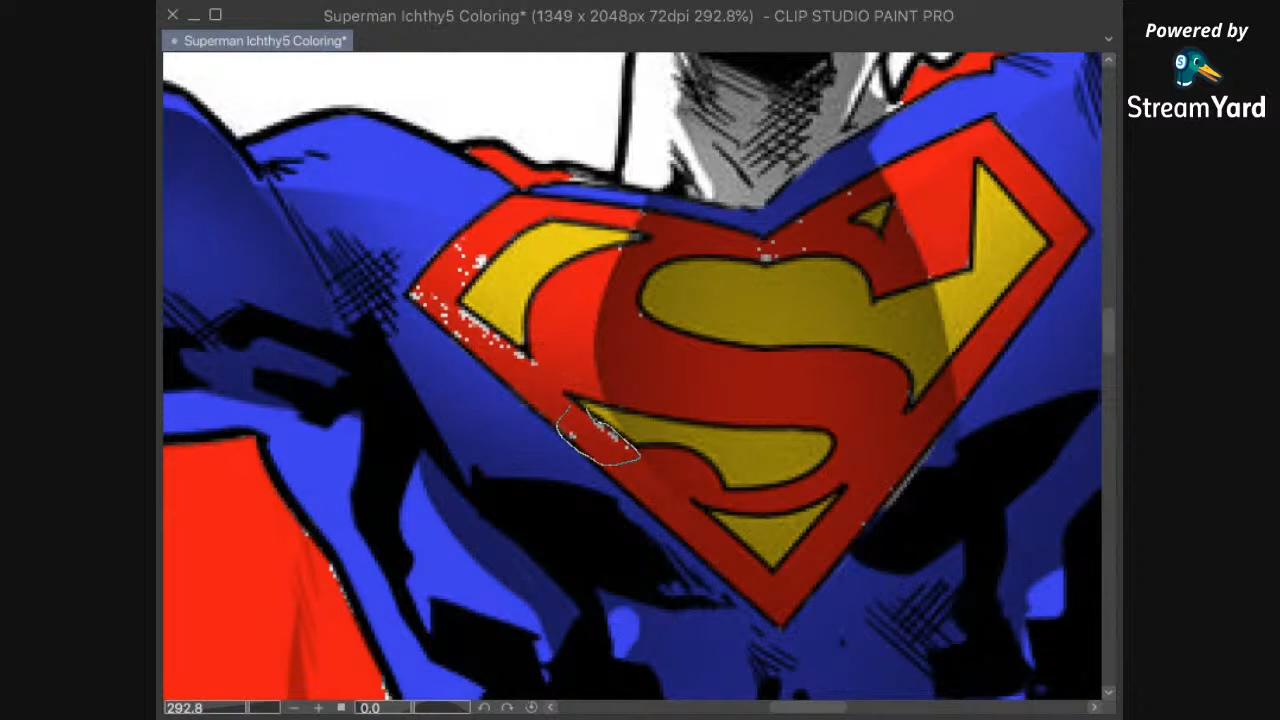 Superman Ichthy5 Coloring* (1349 x 2048px 72dpi 292.8%) - CLIP STUDIO PAINT PRO
Superman Ichthy5 Coloring*
Powered by
StreamYard
292.8
0.0